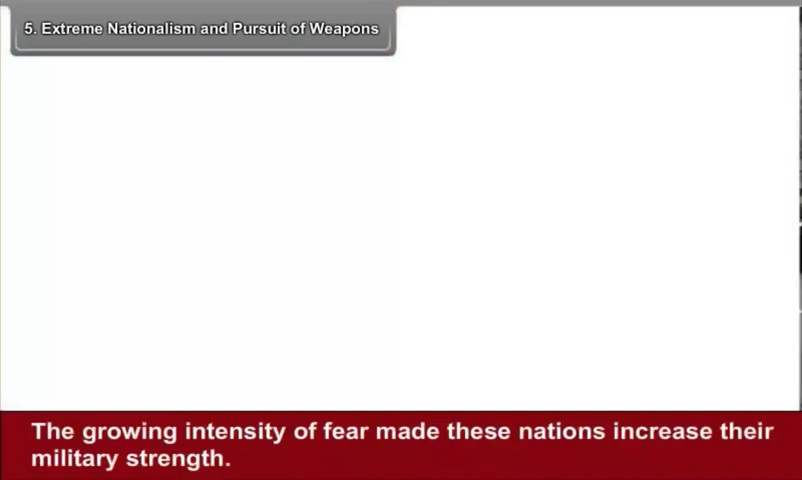 5. Extreme Nationalism and Pursuit of Weapons
The growing intensity of fear made these nations increase their
military strength.